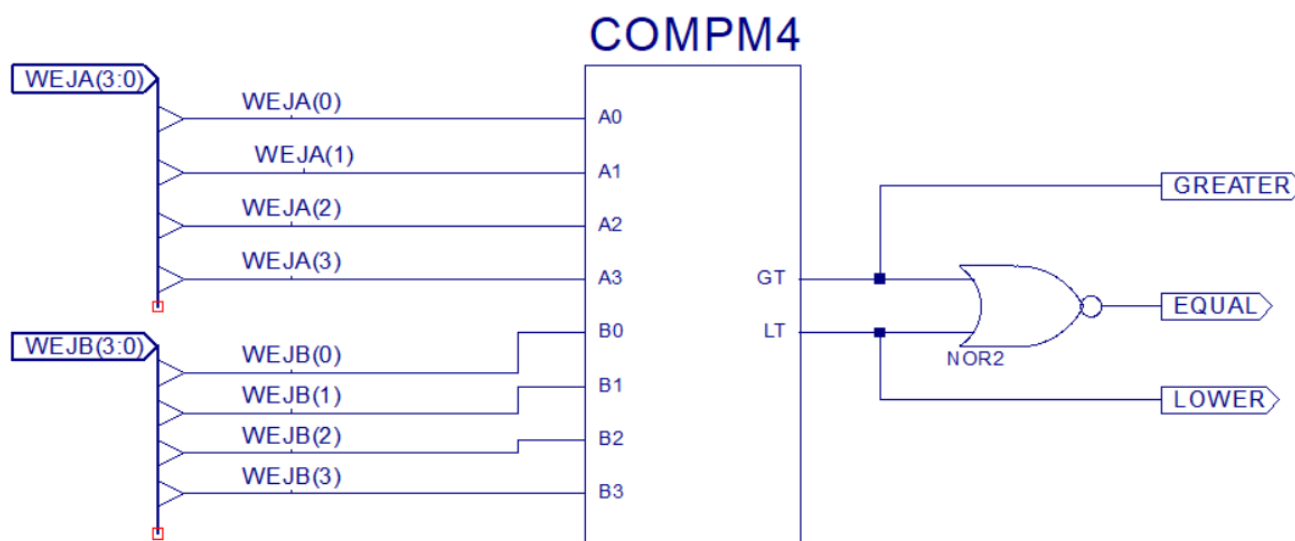 COMPM4
WEJA(3:0)
WEJA(0)
A0
WEJA(1)
A1
WEJA(2)
A2
WEJA(3)
A3
WEJB(3:0)
WEJB(0)
B0
WEJB(1)
B1
WEJB(2)
B2
WEJB(3)
B3
GT
LT
NOR2
GREATER
EQUAL
LOWER